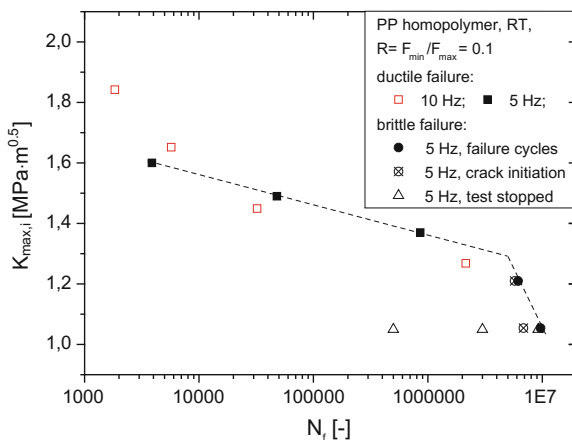 PP homopolymer, RT,
R= F_min/F_max = 0.1
ductile failure:
10 Hz; 5 Hz;
brittle failure:
5 Hz, failure cycles
5 Hz, crack initiation
5 Hz, test stopped
K_max,i [MPa·m^0.5]
2,0
1,8
1,6
1,4
1,2
1,0
1000 10000 100000 1000000 1E7
N_f [-]